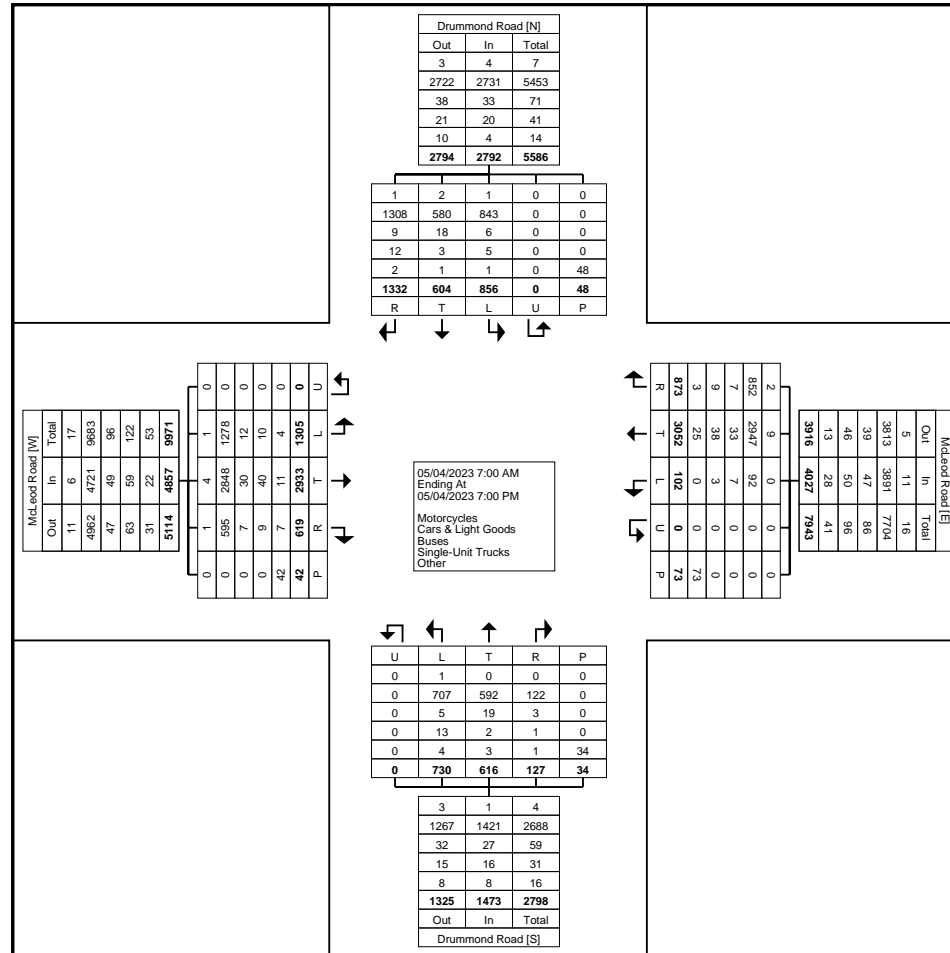 Drummond Road [N]
Out In Total
3 4 7
2722 2731 5453
38 33 71
21 20 41
10 4 14
2794 2792 5586
1 2 1 0 0
1308 580 843 0 0
9 18 6 0 0
12 3 5 0 0
2 1 1 0 48
1332 604 856 0 48
R T L U P
McLeod Road [W]
Out In Total
11 6 17
4962 4721 9683
47 49 96
63 59 122
31 22 53
5114 4857 9971
0 1 4 1 0
0 595 2848 1278 0
0 7 30 12 0
0 9 40 10 0
42 7 11 4 0
42 619 2933 1305 0
P R T L U
05/04/2023 7:00 AM
Ending At
05/04/2023 7:00 PM
Motorcycles
Cars & Light Goods
Buses
Single-Unit Trucks
Other
McLeod Road [E]
Out In Total
5 11 16
3813 3891 7704
39 47 86
46 50 96
13 28 41
3916 4027 7943
2 9 0 0 0
852 2947 92 0 0
7 33 7 0 0
9 38 3 0 0
3 25 0 0 73
873 3052 102 0 73
R T L U P
U L T R P
0 1 0 0 0
0 707 592 122 0
0 5 19 3 0
0 13 2 1 0
0 4 3 1 34
0 730 616 127 34
3 1 4
1267 1421 2688
32 27 59
15 16 31
8 8 16
1325 1473 2798
Out In Total
Drummond Road [S]